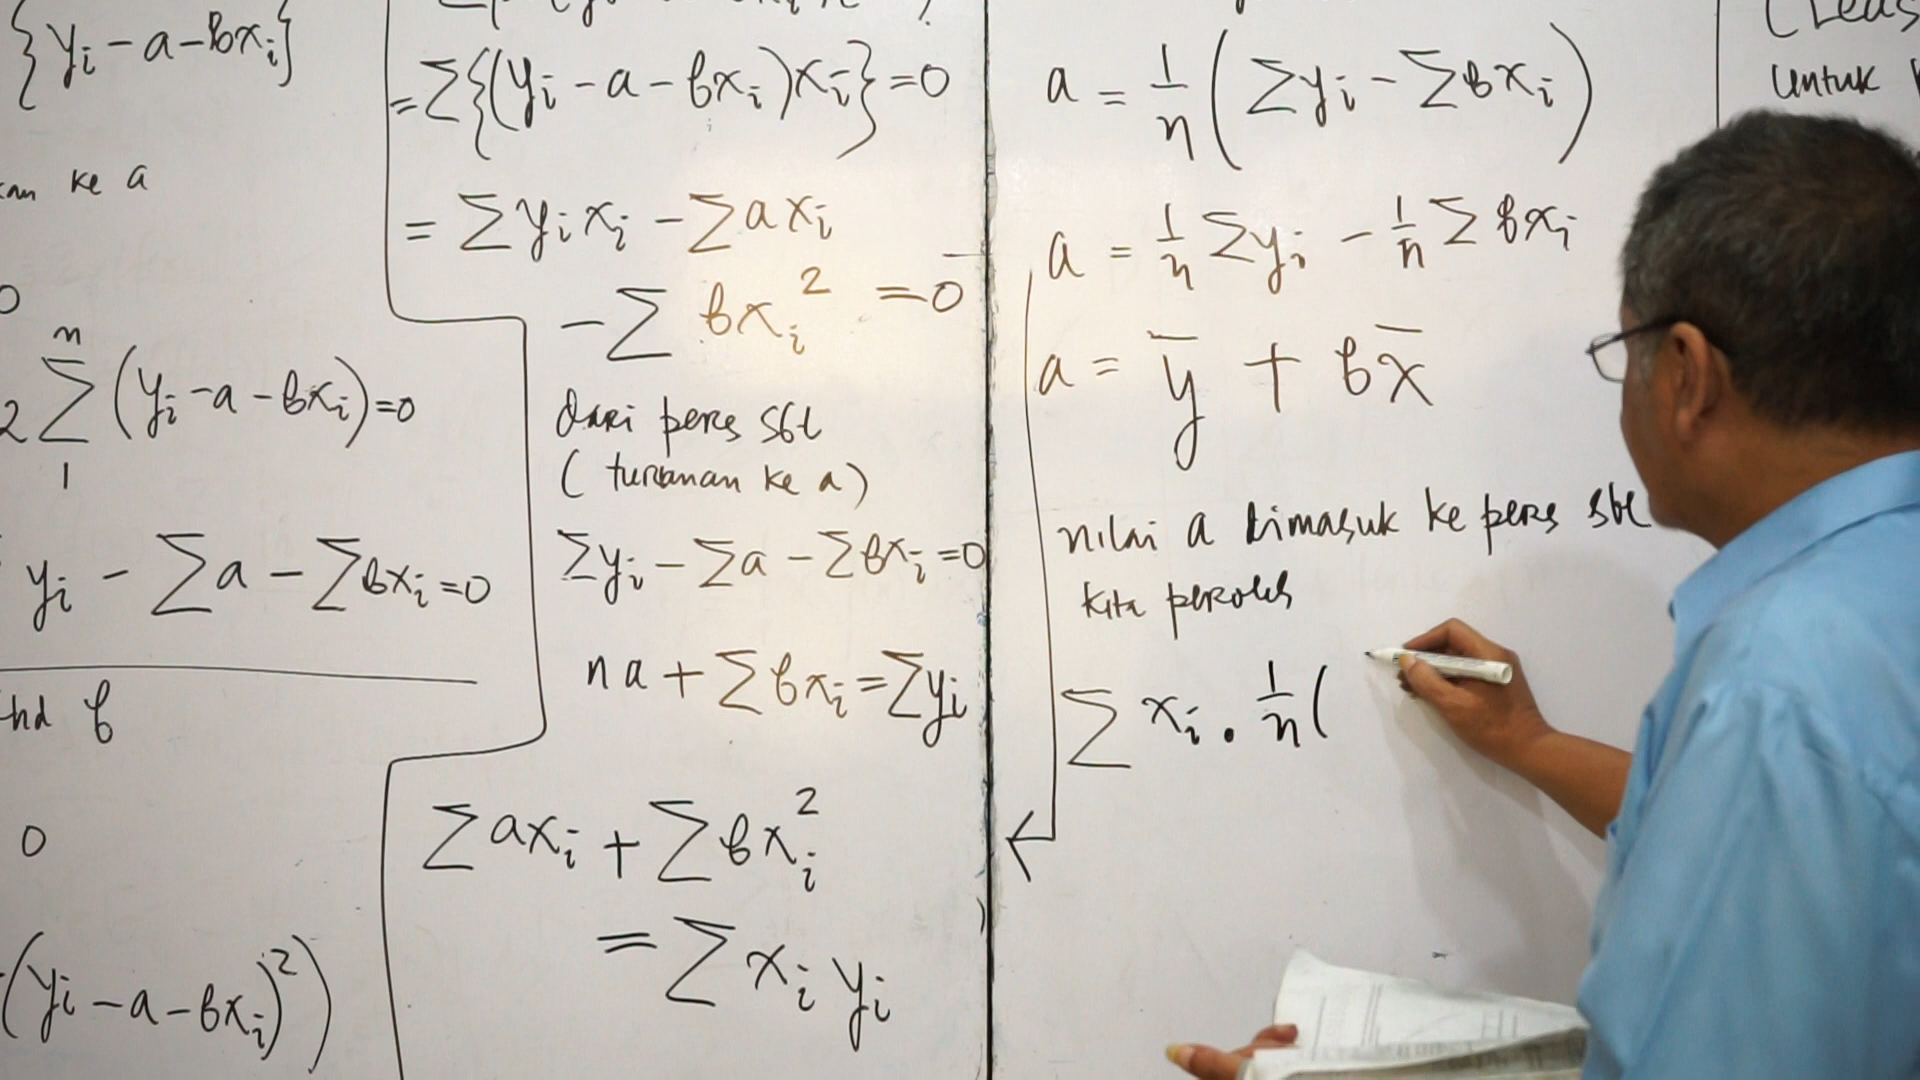 {yi - a - bxi}
ke a
0
2 n Σ 1 (yi - a - bxi) = 0
yi - Σa - Σbxi = 0
b
0
(yi - a - bxi)²)
= Σ{(yi - a - bxi)xi} = 0
= Σyixi - Σaxi
- Σbxi² = 0
dari pers sbl
(turunan ke a)
Σyi - Σa - Σbxi = 0
na + Σbxi = Σyi
Σaxi + Σbxi²
= Σxiyi
a = 1/n (Σyi - Σbxi)
a = 1/n Σyi - 1/n Σbxi
a = ȳ + bx̄
nilai a dimasuk ke pers sbl
kita peroleh
Σ xi . 1/n (
(Leas
untuk